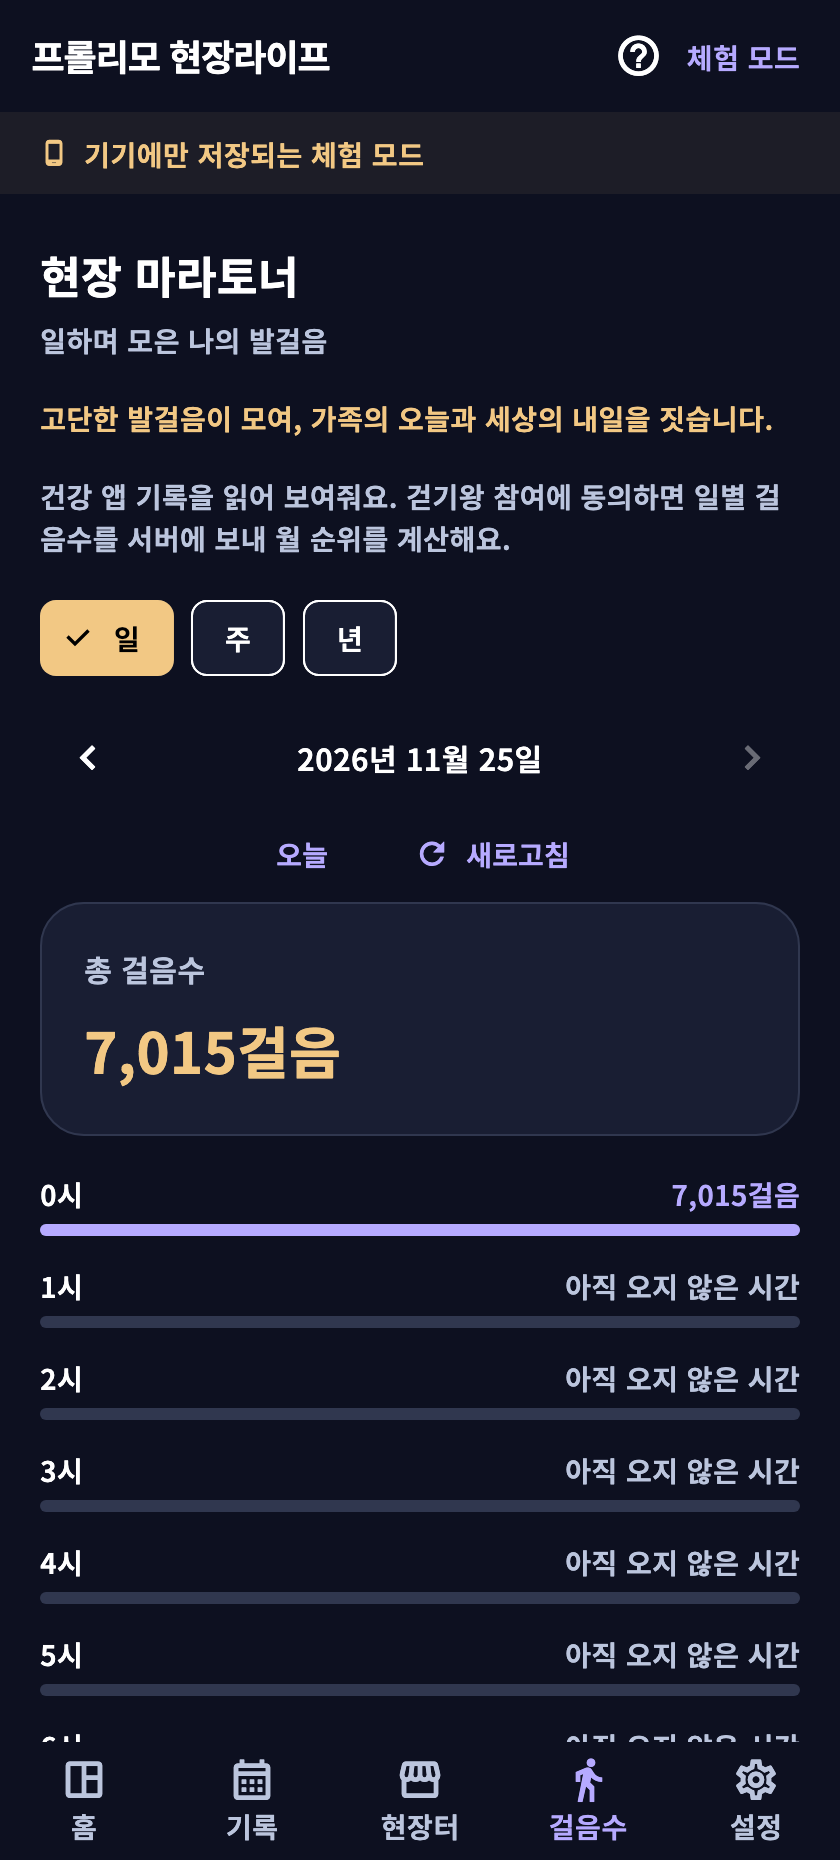 프롤리모 현장라이프
체험 모드
기기에만 저장되는 체험 모드
현장 마라토너
일하며 모은 나의 발걸음
고단한 발걸음이 모여, 가족의 오늘과 세상의 내일을 짓습니다.
건강 앱 기록을 읽어 보여줘요. 걷기왕 참여에 동의하면 일별 걸
음수를 서버에 보내 월 순위를 계산해요.
일
주
년
2026년 11월 25일
오늘
새로고침
총 걸음수
7,015걸음
0시
7,015걸음
1시
아직 오지 않은 시간
2시
아직 오지 않은 시간
3시
아직 오지 않은 시간
4시
아직 오지 않은 시간
5시
아직 오지 않은 시간
홈
기록
현장터
걸음수
설정